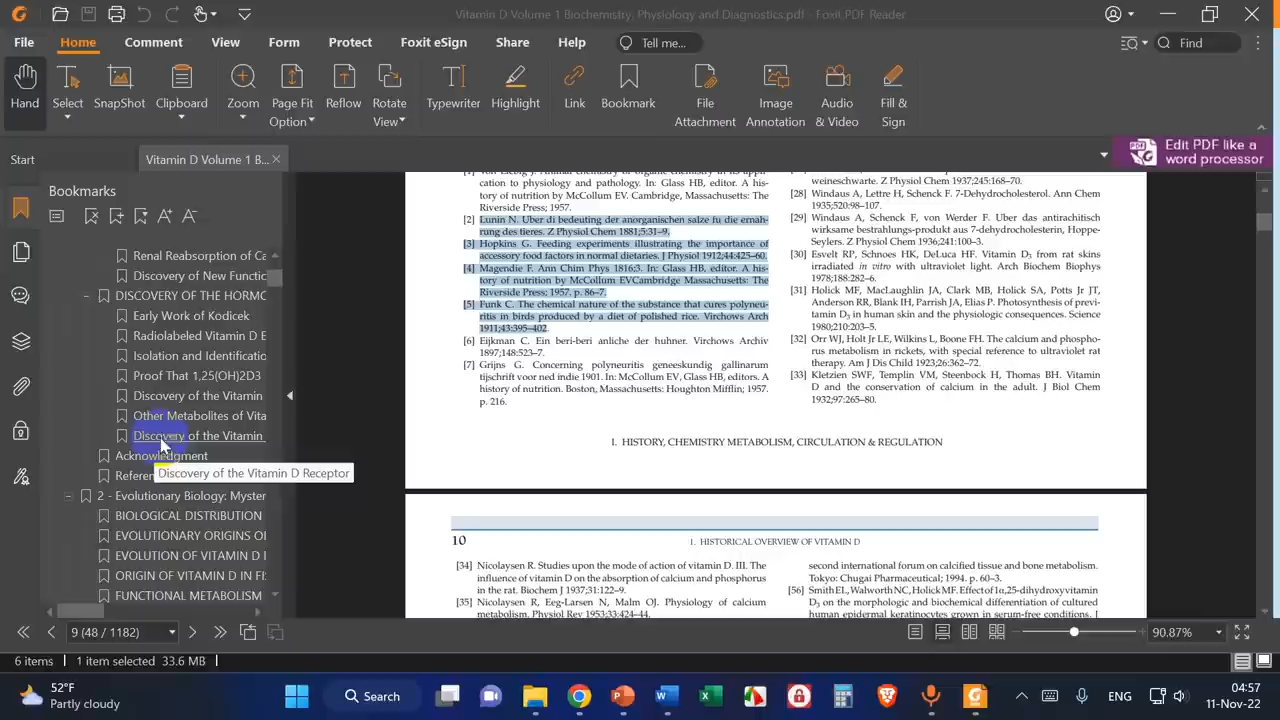 Vitamin D Volume 1 Biochemistry, Physiology and Diagnostics.pdf - Foxit PDF Reader
File Home Comment View Form Protect Foxit eSign Share Help Tell me... Find
Hand Select SnapShot Clipboard Zoom Page Fit Option Reflow Rotate View Typewriter Highlight Link Bookmark File Attachment Image Annotation Audio & Video Fill & Sign
Start Vitamin D Volume 1 B...
Edit PDF like a
word processor
Bookmarks
Renal Reabsorption of Ca
Discovery of New Functic
DISCOVERY OF THE HORMC
Early Work of Kodicek
Radiolabeled Vitamin D E
Isolation and Identificatio
Proof That 1,25(OH)2D3
Discovery of the Vitamin
Other Metabolites of Vita
Discovery of the Vitamin
Acknowledgment
Discovery of the Vitamin D Receptor
Referen
2 - Evolutionary Biology: Myster
BIOLOGICAL DISTRIBUTION
EVOLUTIONARY ORIGINS OI
EVOLUTION OF VITAMIN D I
ORIGIN OF VITAMIN D IN FI
FUNCTIONAL METABOLISM
cation to physiology and pathology. In: Glass HB, editor. A his-
tory of nutrition by McCollum EV. Cambridge, Massachusetts: The
Riverside Press; 1957.
[2] Lunin N. Uber di bedeutung der anorganischen salze fu die ernah-
rung des tieres. Z Physiol Chem 1881;5:31–9.
[3] Hopkins G. Feeding experiments illustrating the importance of
accessory food factors in normal dietaries. J Physiol 1912;44:425–60.
[4] Magendie F. Ann Chim Phys 1816;3. In: Glass HB, editor. A his-
tory of nutrition by McCollum EVCambridge Massachusetts: The
Riverside Press; 1957. p. 86–7.
[5] Funk C. The chemical nature of the substance that cures polyneu-
ritis in birds produced by a diet of polished rice. Virchows Arch
1911;43:395–402.
[6] Eijkman C. Ein beri-beri anliche der huhner. Virchows Archiv
1897;148:523–7.
[7] Grijns G. Concerning polyneuritis geneeskundig gallinarum
tijschrift voor ned indie 1901. In: McCollum EV, Glass HB, editors. A
history of nutrition. Boston, Massachusetts: Houghton Mifflin; 1957.
p. 216.
weineschwarte. Z Physiol Chem 1937;245:168–70.
[28] Windaus A, Lettre H, Schenck F. 7-Dehydrocholesterol. Ann Chem
1935;520:98–107.
[29] Windaus A, Schenck F, von Werder F. Uber das antirachitisch
wirksame bestrahlungs-produkt aus 7-dehydrocholesterin, Hoppe-
Seylers. Z Physiol Chem 1936;241:100–3.
[30] Esvelt RP, Schnoes HK, DeLuca HF. Vitamin D3 from rat skins
irradiated in vitro with ultraviolet light. Arch Biochem Biophys
1978;188:282–6.
[31] Holick MF, MacLaughlin JA, Clark MB, Holick SA, Potts Jr JT,
Anderson RR, Blank IH, Parrish JA, Elias P. Photosynthesis of previ-
tamin D3 in human skin and the physiologic consequences. Science
1980;210:203–5.
[32] Orr WJ, Holt Jr LE, Wilkins L, Boone FH. The calcium and phospho-
rus metabolism in rickets, with special reference to ultraviolet rat
therapy. Am J Dis Child 1923;26:362–72.
[33] Kletzien SWF, Templin VM, Steenbock H, Thomas BH. Vitamin
D and the conservation of calcium in the adult. J Biol Chem
1932;97:265–80.
I. HISTORY, CHEMISTRY METABOLISM, CIRCULATION & REGULATION
10 1. HISTORICAL OVERVIEW OF VITAMIN D
[34] Nicolaysen R. Studies upon the mode of action of vitamin D. III. The
influence of vitamin D on the absorption of calcium and phosphorus
in the rat. Biochem J 1937;31:122–9.
[35] Nicolaysen R, Eeg-Larsen N, Malm OJ. Physiology of calcium
metabolism. Physiol Rev 1953;33:424–44.
second international forum on calcified tissue and bone metabolism.
Tokyo: Chugai Pharmaceutical; 1994. p. 60–3.
[56] Smith EL, Walworth NC, Holick MF. Effect of 1α,25-dihydroxyvitamin
D3 on the morphologic and biochemical differentiation of cultured
human epidermal keratinocytes grown in serum-free conditions. J
9 (48 / 1182) 90.87%
6 items 1 item selected 33.6 MB
52°F
Partly cloudy
Search
ENG
04:57
11-Nov-22